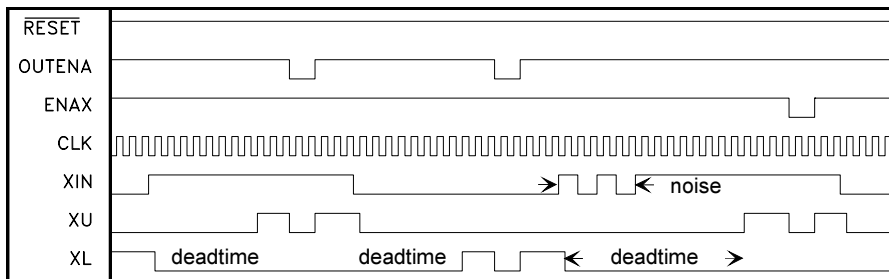 RESET
OUTENA
ENAX
CLK
XIN noise
XU
XL deadtime deadtime deadtime